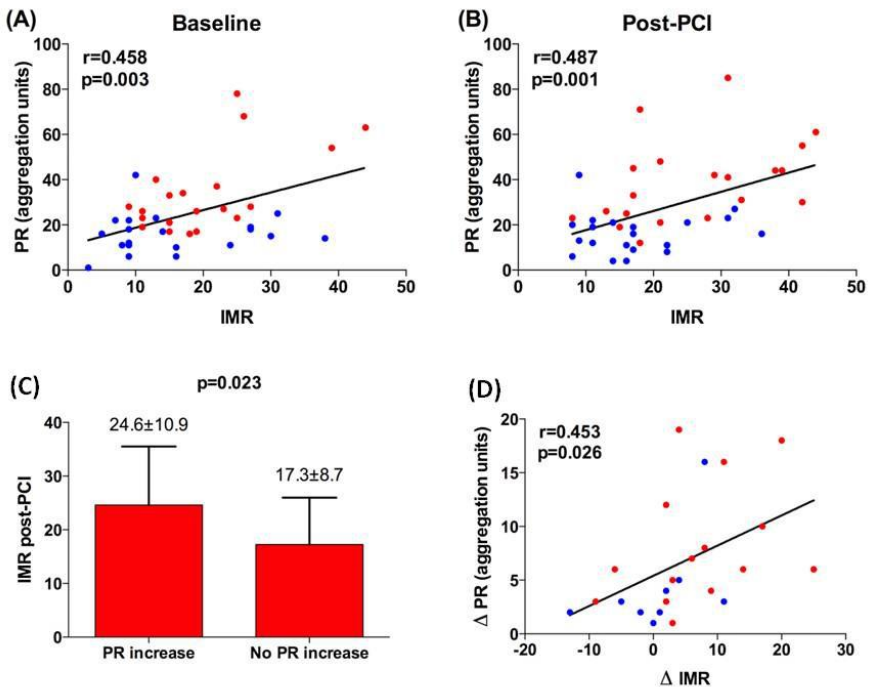 (A)
Baseline
r=0.458
p=0.003
PR (aggregation units)
100
80
60
40
20
0
0 10 20 30 40 50
IMR
(B)
Post-PCI
r=0.487
p=0.001
PR (aggregation units)
100
80
60
40
20
0
0 10 20 30 40 50
IMR
(C)
p=0.023
IMR post-PCI
40
30
20
10
0
24.6±10.9
17.3±8.7
PR increase No PR increase
(D)
r=0.453
p=0.026
Δ PR (aggregation units)
20
15
10
5
0
-20 -10 0 10 20 30
Δ IMR